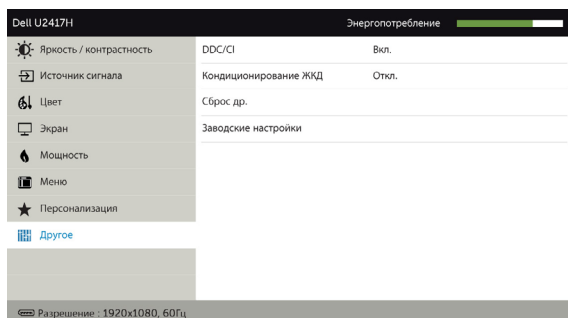 Dell U2417H Энергопотребление
Яркость / контрастность DDC/CI Вкл.
Источник сигнала Кондиционирование ЖКД Откл.
Цвет Сброс др.
Экран Заводские настройки
Мощность
Меню
Персонализация
Другое
Разрешение : 1920x1080, 60Гц